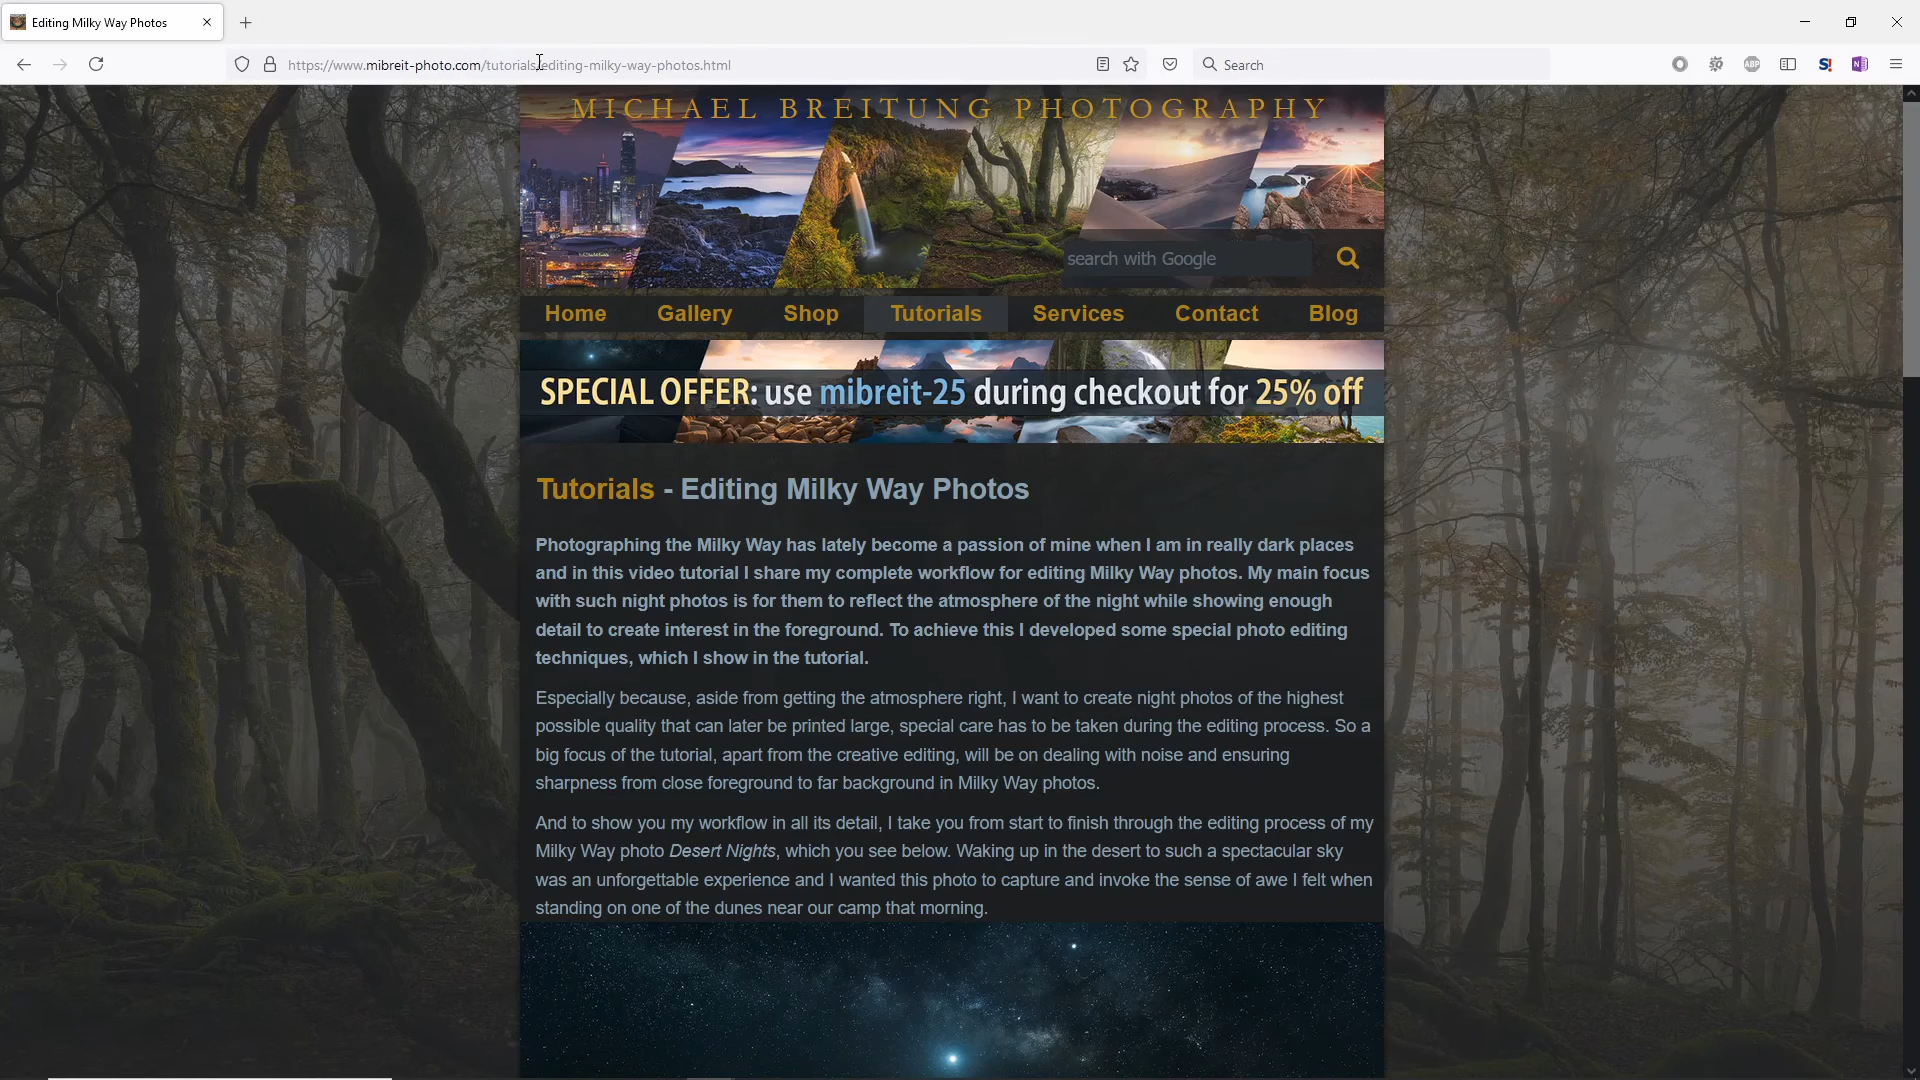 Editing Milky Way Photos
https://www.mibreit-photo.com/tutorials/editing-milky-way-photos.html
Search
ABP
S!
N
MICHAEL BREITUNG PHOTOGRAPHY
search with Google
Home Gallery Shop Tutorials Services Contact Blog
SPECIAL OFFER: use mibreit-25 during checkout for 25% off
Tutorials - Editing Milky Way Photos
Photographing the Milky Way has lately become a passion of mine when I am in really dark places
and in this video tutorial I share my complete workflow for editing Milky Way photos. My main focus
with such night photos is for them to reflect the atmosphere of the night while showing enough
detail to create interest in the foreground. To achieve this I developed some special photo editing
techniques, which I show in the tutorial.
Especially because, aside from getting the atmosphere right, I want to create night photos of the highest
possible quality that can later be printed large, special care has to be taken during the editing process. So a
big focus of the tutorial, apart from the creative editing, will be on dealing with noise and ensuring
sharpness from close foreground to far background in Milky Way photos.
And to show you my workflow in all its detail, I take you from start to finish through the editing process of my
Milky Way photo Desert Nights, which you see below. Waking up in the desert to such a spectacular sky
was an unforgettable experience and I wanted this photo to capture and invoke the sense of awe I felt when
standing on one of the dunes near our camp that morning.